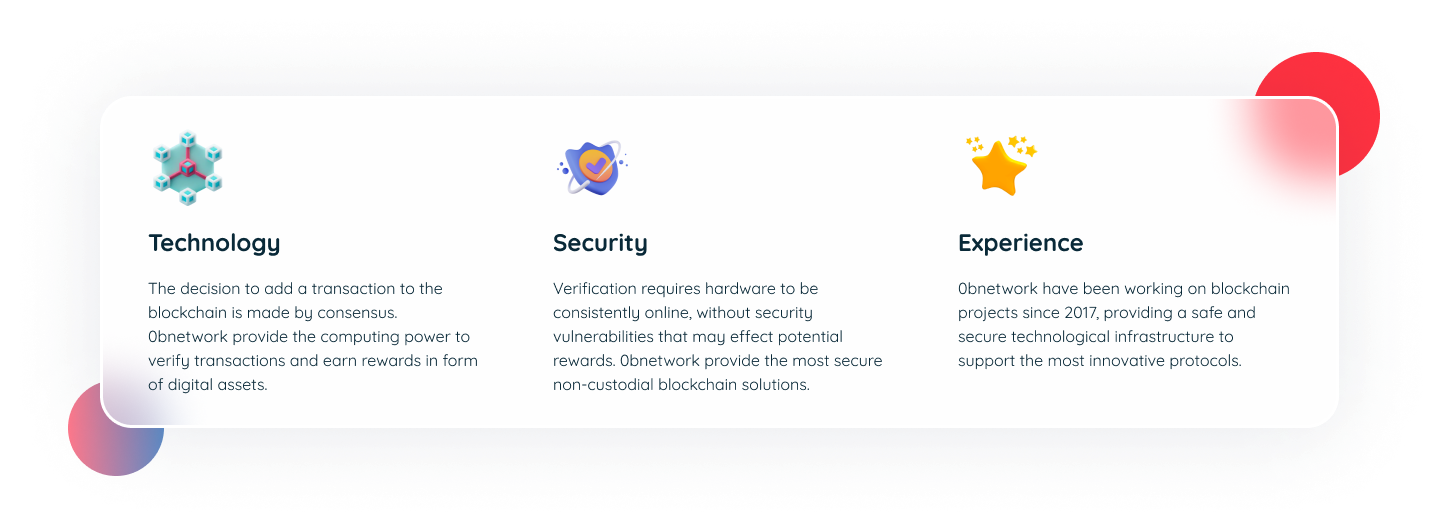 Technology
The decision to add a transaction to the
blockchain is made by consensus.
0bnetwork provide the computing power to
verify transactions and earn rewards in form
of digital assets.
Security
Verification requires hardware to be
consistently online, without security
vulnerabilities that may effect potential
rewards. 0bnetwork provide the most secure
non-custodial blockchain solutions.
Experience
0bnetwork have been working on blockchain
projects since 2017, providing a safe and
secure technological infrastructure to
support the most innovative protocols.